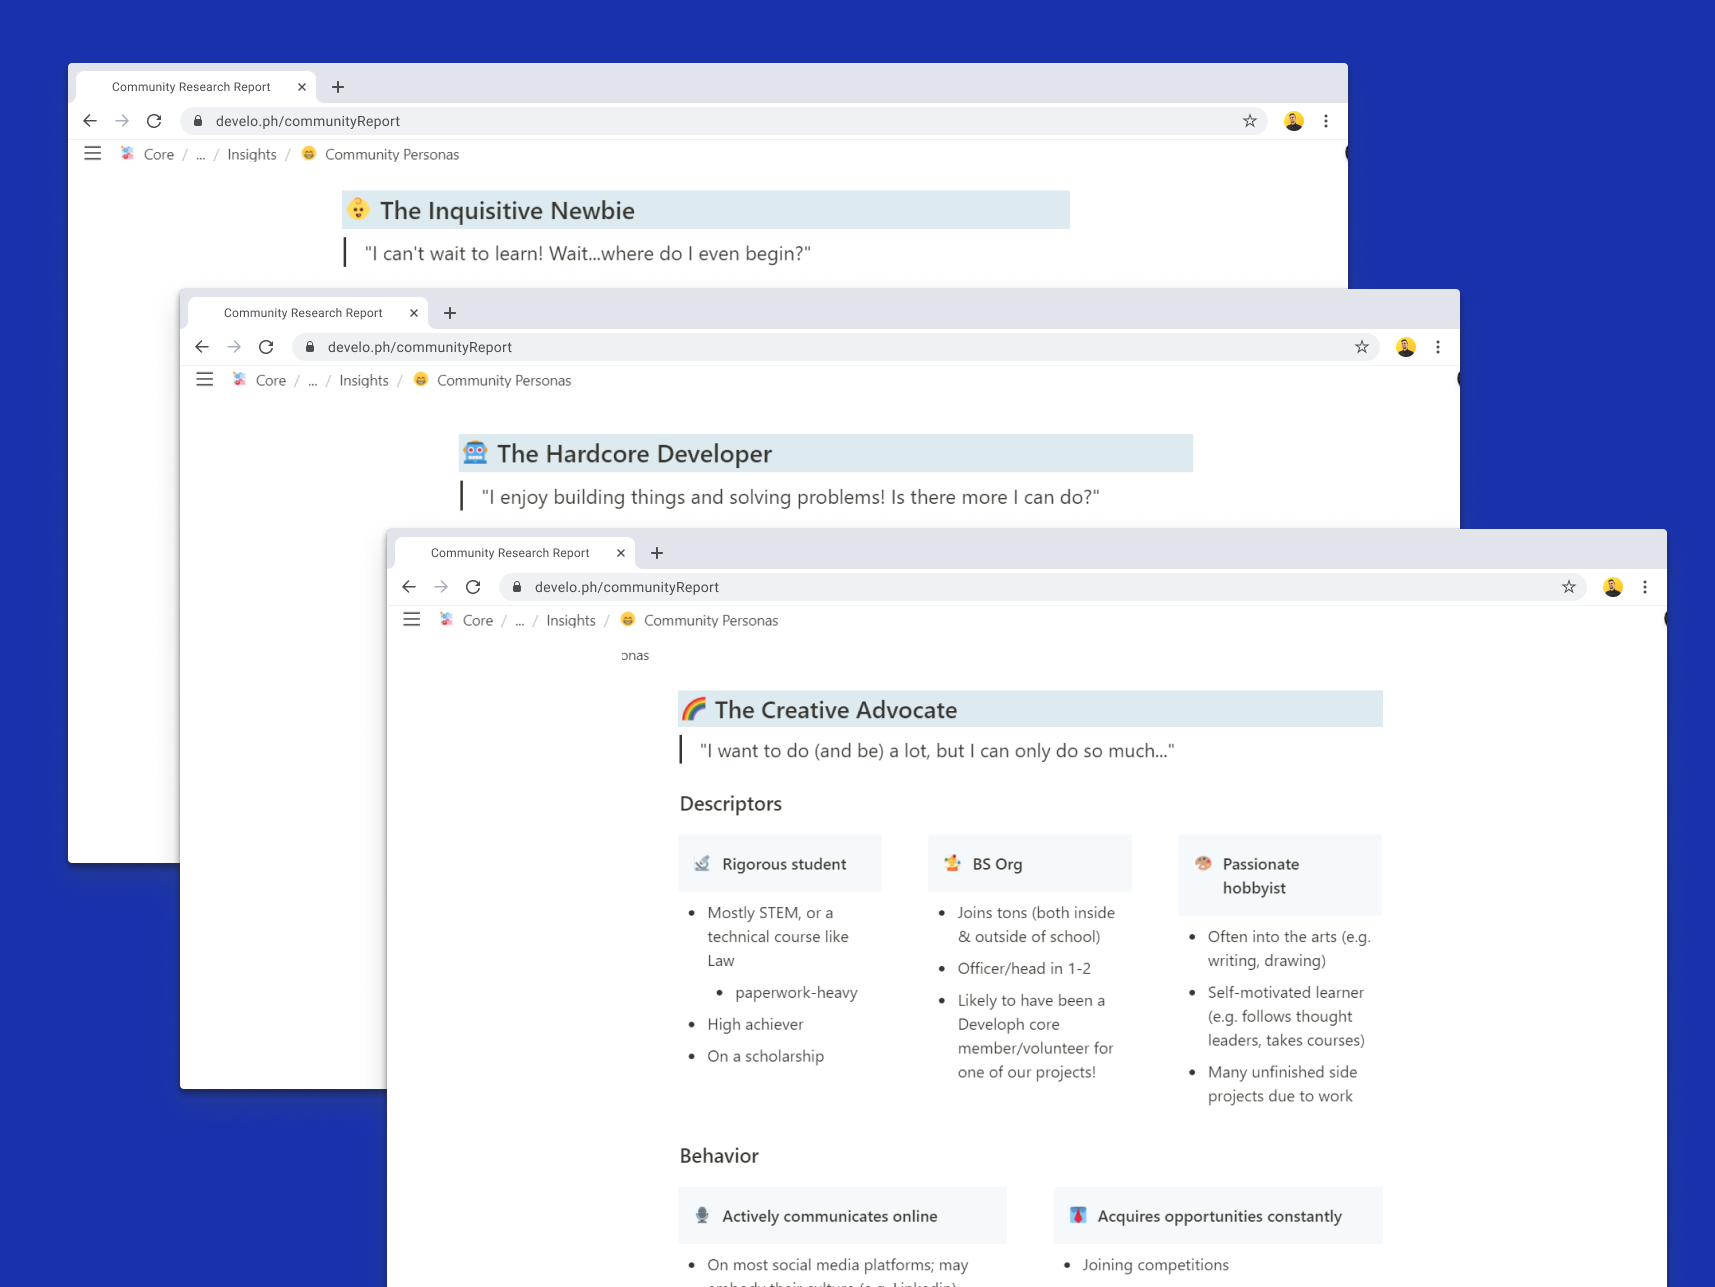 Community Research Report
develo.ph/communityReport
Core / ... / Insights / Community Personas
The Inquisitive Newbie
"I can't wait to learn! Wait...where do I even begin?"
Community Research Report
develo.ph/communityReport
Core / ... / Insights / Community Personas
The Hardcore Developer
"I enjoy building things and solving problems! Is there more I can do?"
Community Research Report
develo.ph/communityReport
Core / ... / Insights / Community Personas
onas
The Creative Advocate
"I want to do (and be) a lot, but I can only do so much..."
Descriptors
Rigorous student
Mostly STEM, or a
technical course like
Law
paperwork-heavy
High achiever
On a scholarship
BS Org
Joins tons (both inside
& outside of school)
Officer/head in 1-2
Likely to have been a
Developh core
member/volunteer for
one of our projects!
Passionate
hobbyist
Often into the arts (e.g.
writing, drawing)
Self-motivated learner
(e.g. follows thought
leaders, takes courses)
Many unfinished side
projects due to work
Behavior
Actively communicates online
On most social media platforms; may
embody their culture (e.g. Linkedin)
Acquires opportunities constantly
Joining competitions